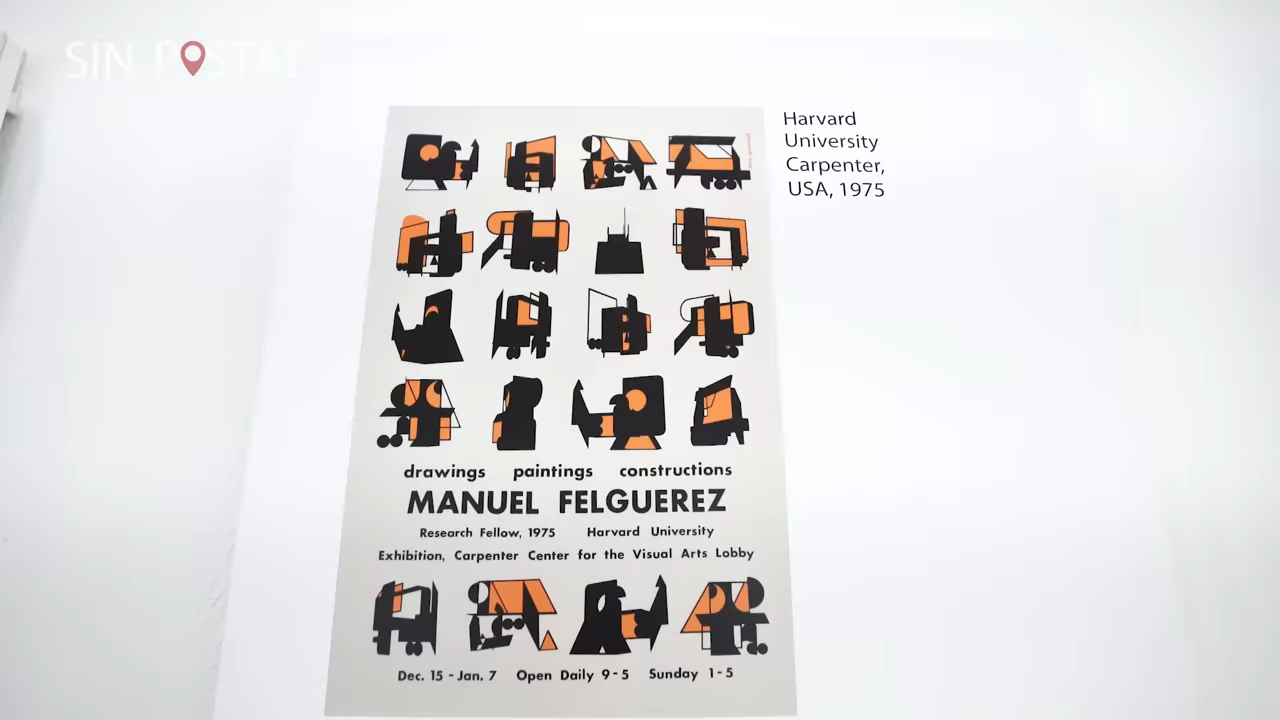 SIN POSTAL
Harvard
University
Carpenter,
USA, 1975
drawings paintings constructions
MANUEL FELGUEREZ
Research Fellow, 1975 Harvard University
Exhibition, Carpenter Center for the Visual Arts Lobby
Dec. 15 - Jan. 7 Open Daily 9-5 Sunday 1-5